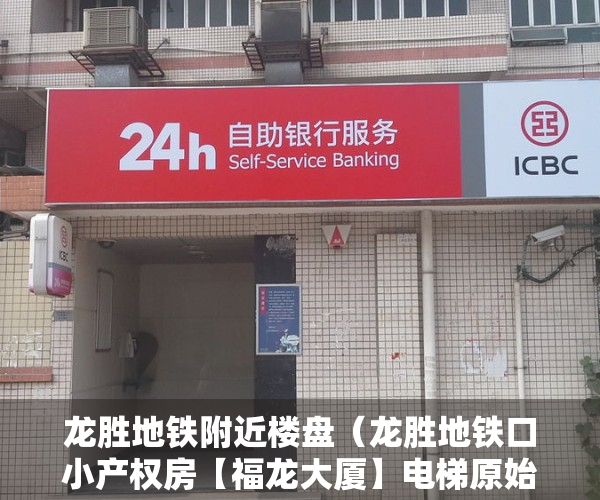 24h 自助银行服务
Self-Service Banking
ICBC
ICBC
龙胜地铁附近楼盘（龙胜地铁口
小产权房【福龙大厦】电梯原始